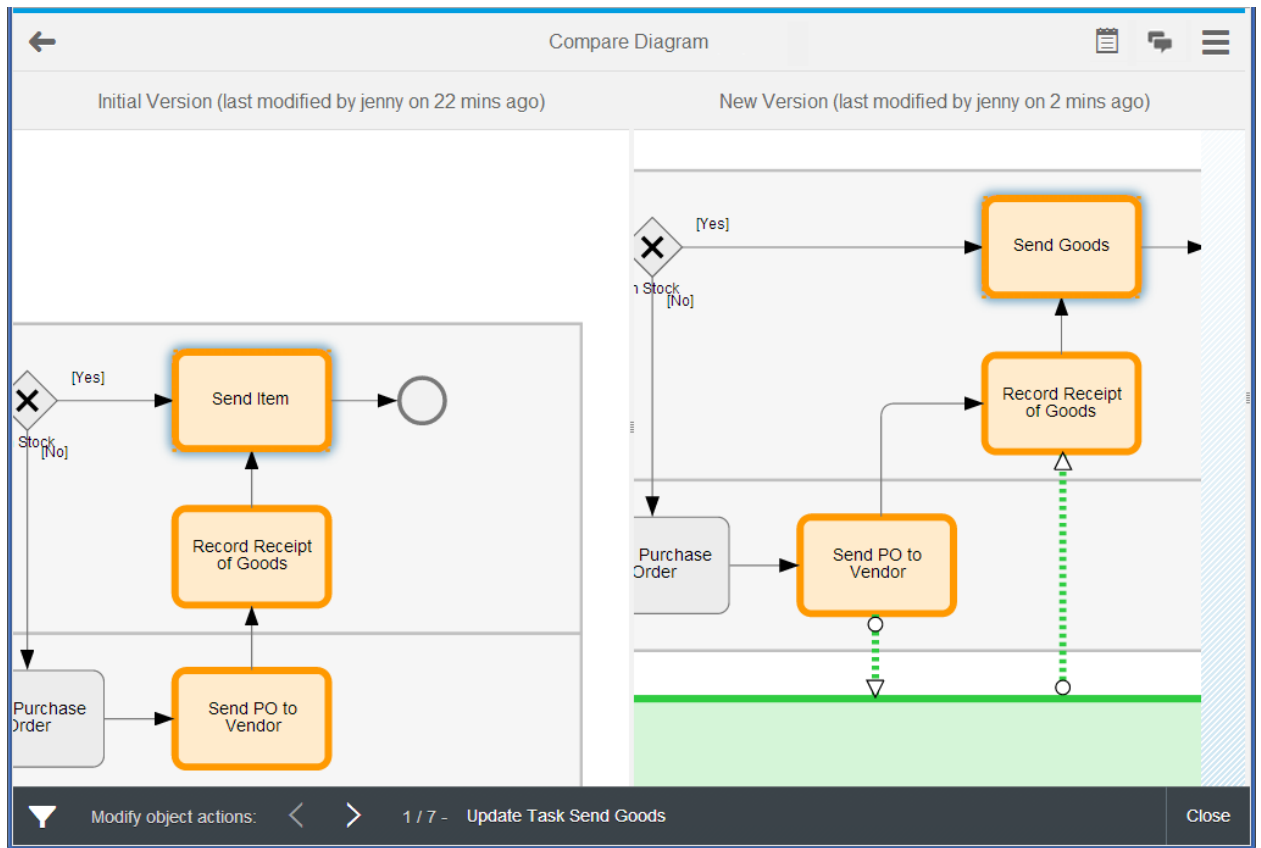 Compare Diagram
Initial Version (last modified by jenny on 22 mins ago)
New Version (last modified by jenny on 2 mins ago)
[Yes]
Send Item
Stock
[No]
Record Receipt
of Goods
Purchase
Order
Send PO to
Vendor
[Yes]
Send Goods
n Stock
[No]
Record Receipt
of Goods
Purchase
Order
Send PO to
Vendor
Modify object actions:
1 / 7 - Update Task Send Goods
Close